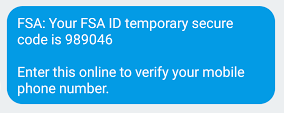 FSA: Your FSA ID temporary secure
code is 989046
Enter this online to verify your mobile
phone number.